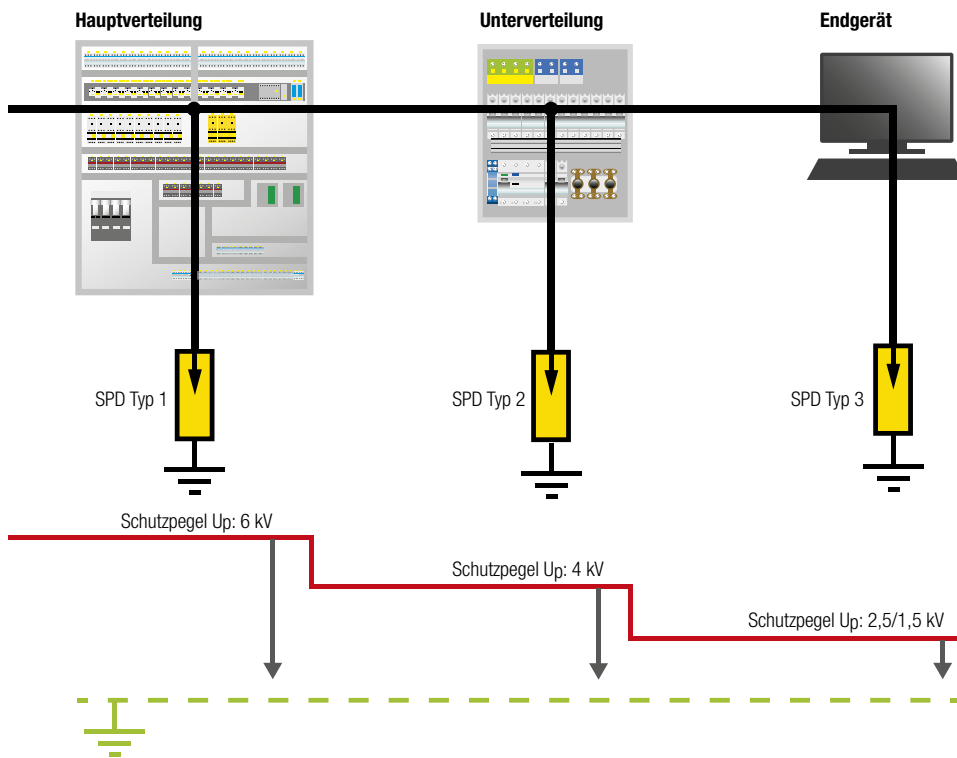 Hauptverteilung
Unterverteilung
Endgerät
SPD Typ 1
SPD Typ 2
SPD Typ 3
Schutzpegel Up: 6 kV
Schutzpegel Up: 4 kV
Schutzpegel Up: 2,5/1,5 kV